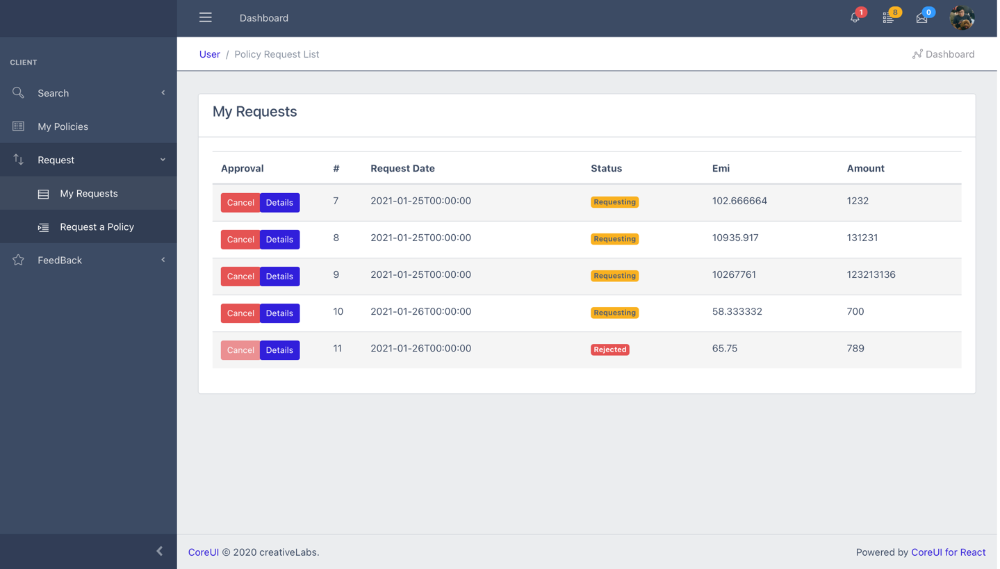 Dashboard 1 8 0
CLIENT
Search
My Policies
Request
My Requests
Request a Policy
FeedBack
User / Policy Request List Dashboard
My Requests
Approval # Request Date Status Emi Amount
Cancel Details 7 2021-01-25T00:00:00 Requesting 102.666664 1232
Cancel Details 8 2021-01-25T00:00:00 Requesting 10935.917 131231
Cancel Details 9 2021-01-25T00:00:00 Requesting 10267761 123213136
Cancel Details 10 2021-01-26T00:00:00 Requesting 58.333332 700
Cancel Details 11 2021-01-26T00:00:00 Rejected 65.75 789
CoreUI © 2020 creativeLabs. Powered by CoreUI for React